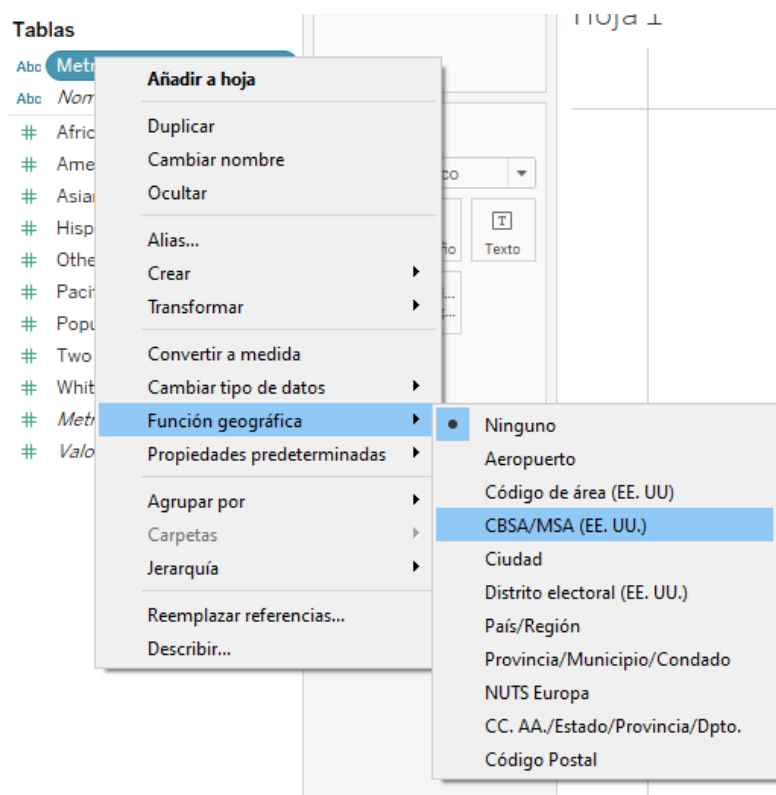 Tablas
Hoja 1
Abc Metr
Abc Nom
# Afric
# Ame
# Asia
# Hisp
# Othe
# Pacif
# Popu
# Two
# Whit
# Metr
# Valo
Añadir a hoja
Duplicar
Cambiar nombre
Ocultar
Alias...
Crear
Transformar
Convertir a medida
Cambiar tipo de datos
Función geográfica
Propiedades predeterminadas
Agrupar por
Carpetas
Jerarquía
Reemplazar referencias...
Describir...
co
T
ño Texto
Ninguno
Aeropuerto
Código de área (EE. UU)
CBSA/MSA (EE. UU.)
Ciudad
Distrito electoral (EE. UU.)
País/Región
Provincia/Municipio/Condado
NUTS Europa
CC. AA./Estado/Provincia/Dpto.
Código Postal